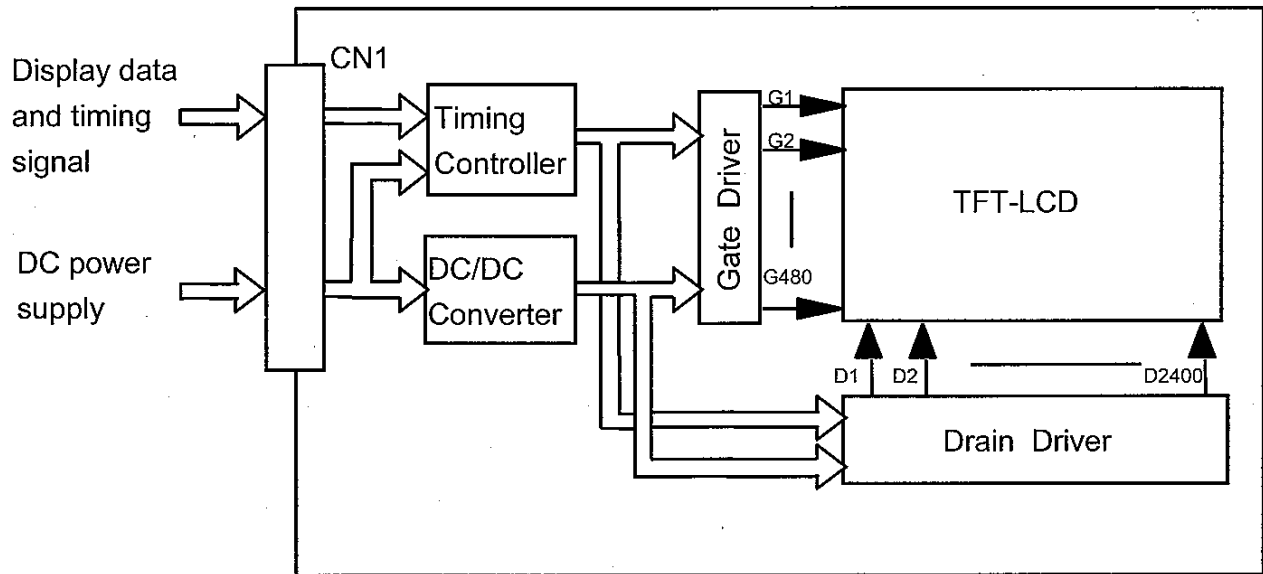 CN1
Display data
and timing
signal
DC power
supply
Timing
Controller
DC/DC
Converter
Gate Driver
G1
G2
G480
TFT-LCD
D1
D2
D2400
Drain Driver